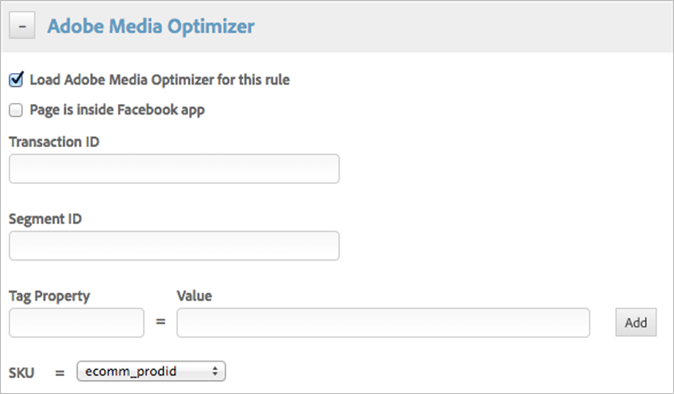 − Adobe Media Optimizer
Load Adobe Media Optimizer for this rule
Page is inside Facebook app
Transaction ID
Segment ID
Tag Property Value
= Add
SKU = ecomm_prodid